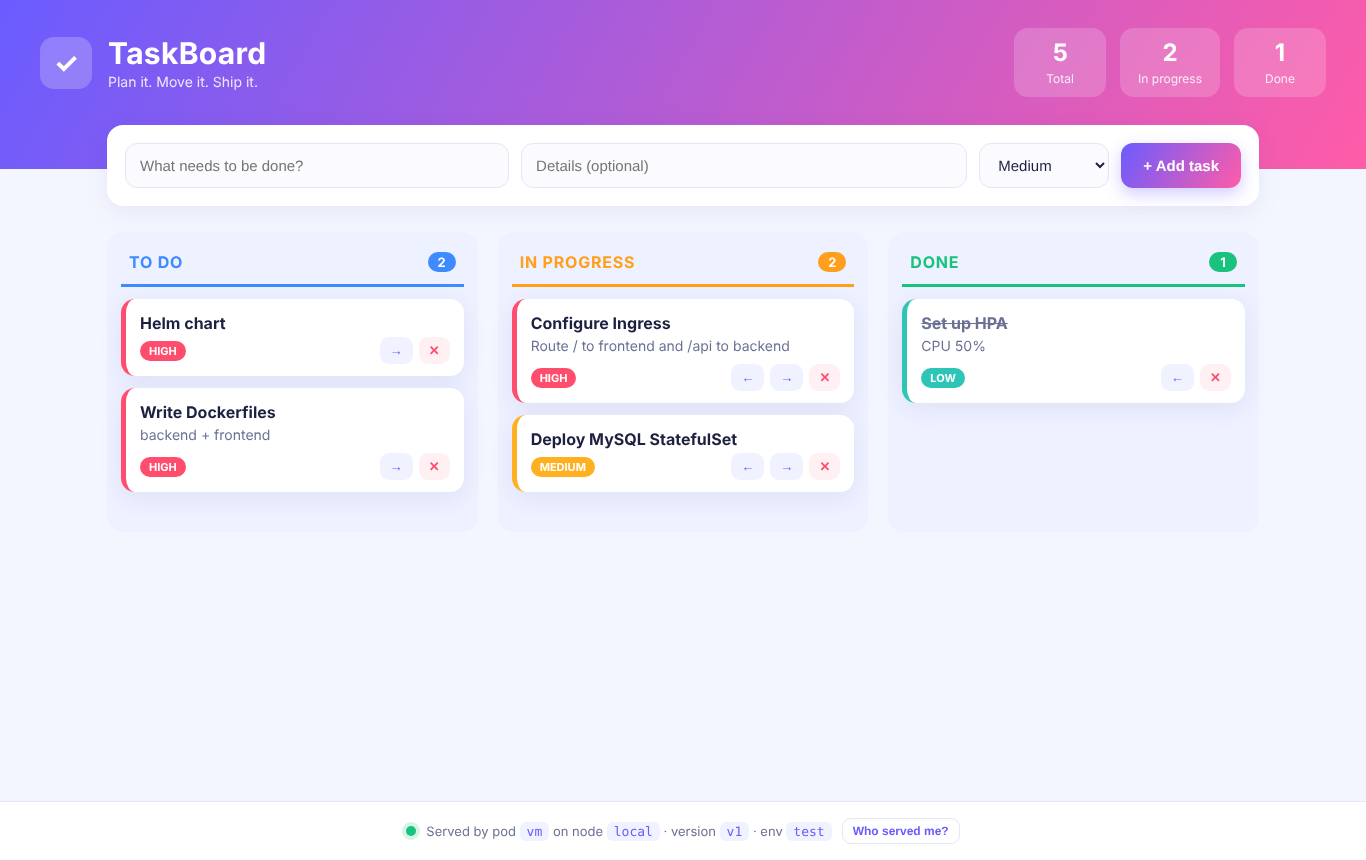 TaskBoard
Plan it. Move it. Ship it.
5
Total
2
In progress
1
Done
What needs to be done?
Details (optional)
Medium
+ Add task
TO DO
2
Helm chart
HIGH
→
✕
Write Dockerfiles
backend + frontend
HIGH
→
✕
IN PROGRESS
2
Configure Ingress
Route / to frontend and /api to backend
HIGH
←
→
✕
Deploy MySQL StatefulSet
MEDIUM
←
→
✕
DONE
1
Set up HPA
CPU 50%
LOW
←
✕
Served by pod vm on node local · version v1 · env test
Who served me?